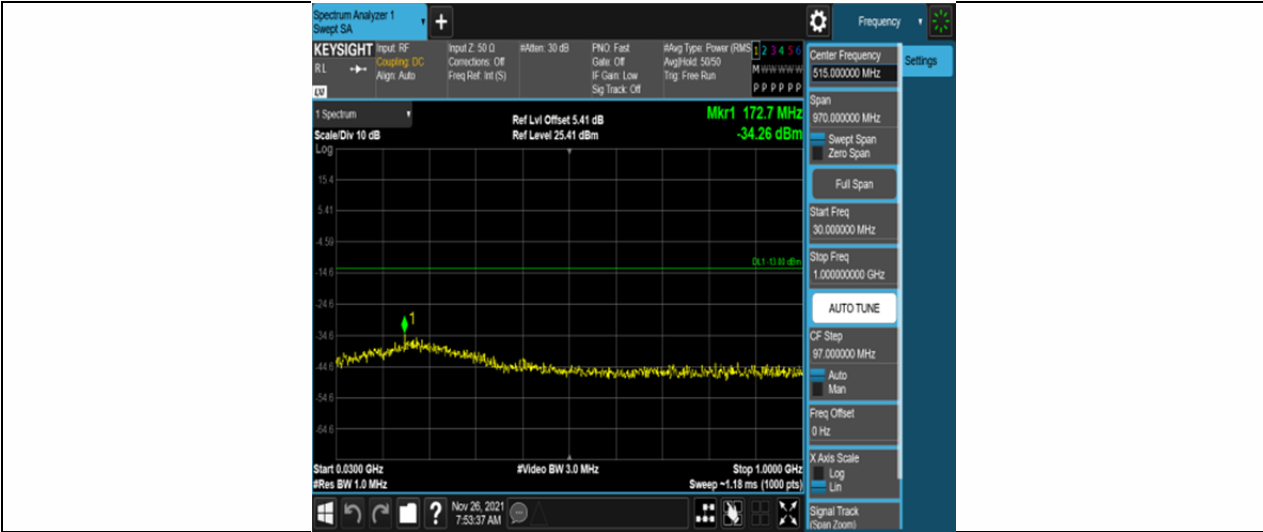 Spectrum Analyzer 1
Swept SA
+
Frequency
KEYSIGHT
RL
LV
Input: RF
Coupling: DC
Align: Auto
Input Z: 50 Ω
Corrections: Off
Freq Ref: Int (S)
#Atten: 30 dB
PNO: Fast
Gate: Off
IF Gain: Low
Sig Track: Off
#Avg Type: Power (RMS
Avg|Hold: 50/50
Trig: Free Run
1 2 3 4 5 6
M W W W W W
P P P P P P
Center Frequency
515.000000 MHz
Settings
1 Spectrum
Scale/Div 10 dB
Ref Lvl Offset 5.41 dB
Ref Level 25.41 dBm
Mkr1 172.7 MHz
-34.26 dBm
Log
15.4
5.41
-4.59
-14.6
-24.6
-34.6
-44.6
-54.6
-64.6
DL1 -13.00 dBm
1
Start 0.0300 GHz
#Res BW 1.0 MHz
#Video BW 3.0 MHz
Stop 1.0000 GHz
Sweep ~1.18 ms (1000 pts)
Span
970.000000 MHz
Swept Span
Zero Span
Full Span
Start Freq
30.000000 MHz
Stop Freq
1.000000000 GHz
AUTO TUNE
CF Step
97.000000 MHz
Auto
Man
Freq Offset
0 Hz
X Axis Scale
Log
Lin
Signal Track
(Span Zoom)
?
Nov 26, 2021
7:53:37 AM